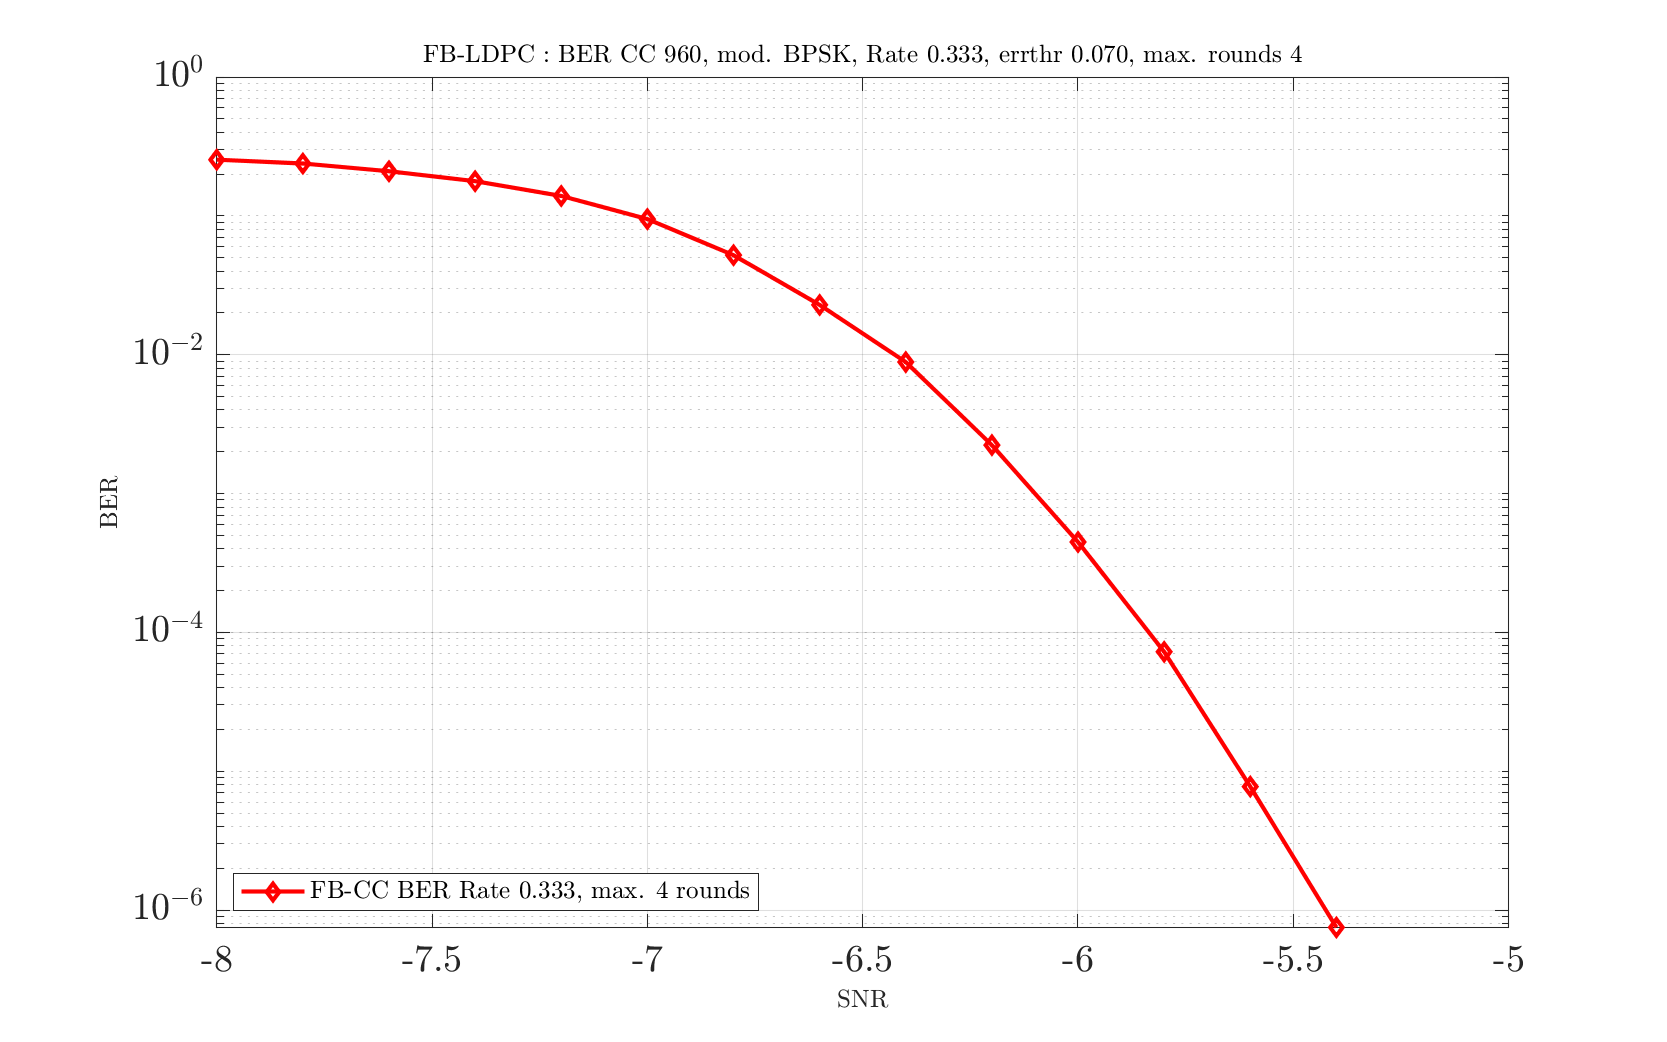 FB-LDPC : BER CC 960, mod. BPSK, Rate 0.333, errthr 0.070, max. rounds 4
10^0
10^-2
BER
10^-4
10^-6
FB-CC BER Rate 0.333, max. 4 rounds
-8 -7.5 -7 -6.5 -6 -5.5 -5
SNR